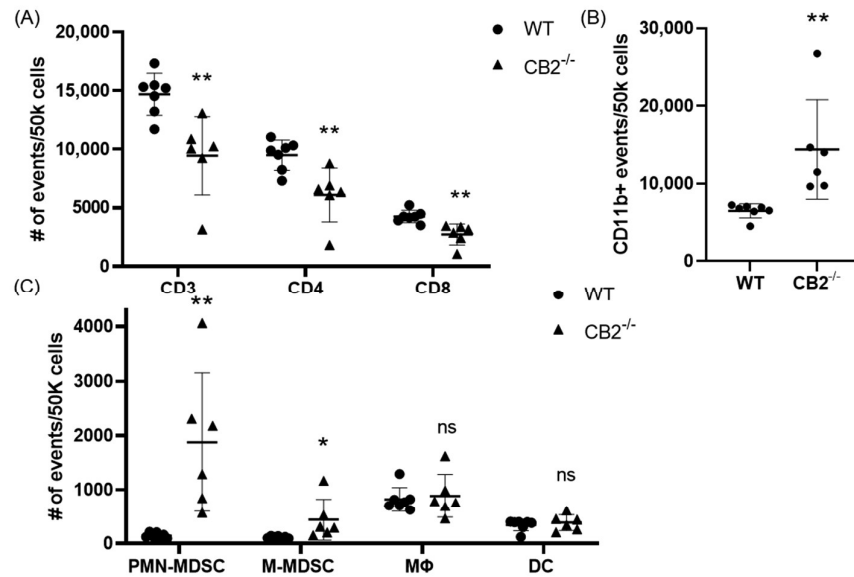 (A)
# of events/50k cells
20,000
15,000
10,000
5000
0
WT
CB2-/-
**
**
**
CD3
CD4
CD8
(B)
CD11b+ events/50k cells
40,000
30,000
20,000
10,000
0
**
WT
CB2-/-
(C)
# of events/50K cells
4000
3000
2000
1000
0
WT
CB2-/-
**
*
ns
ns
PMN-MDSC
M-MDSC
MΦ
DC